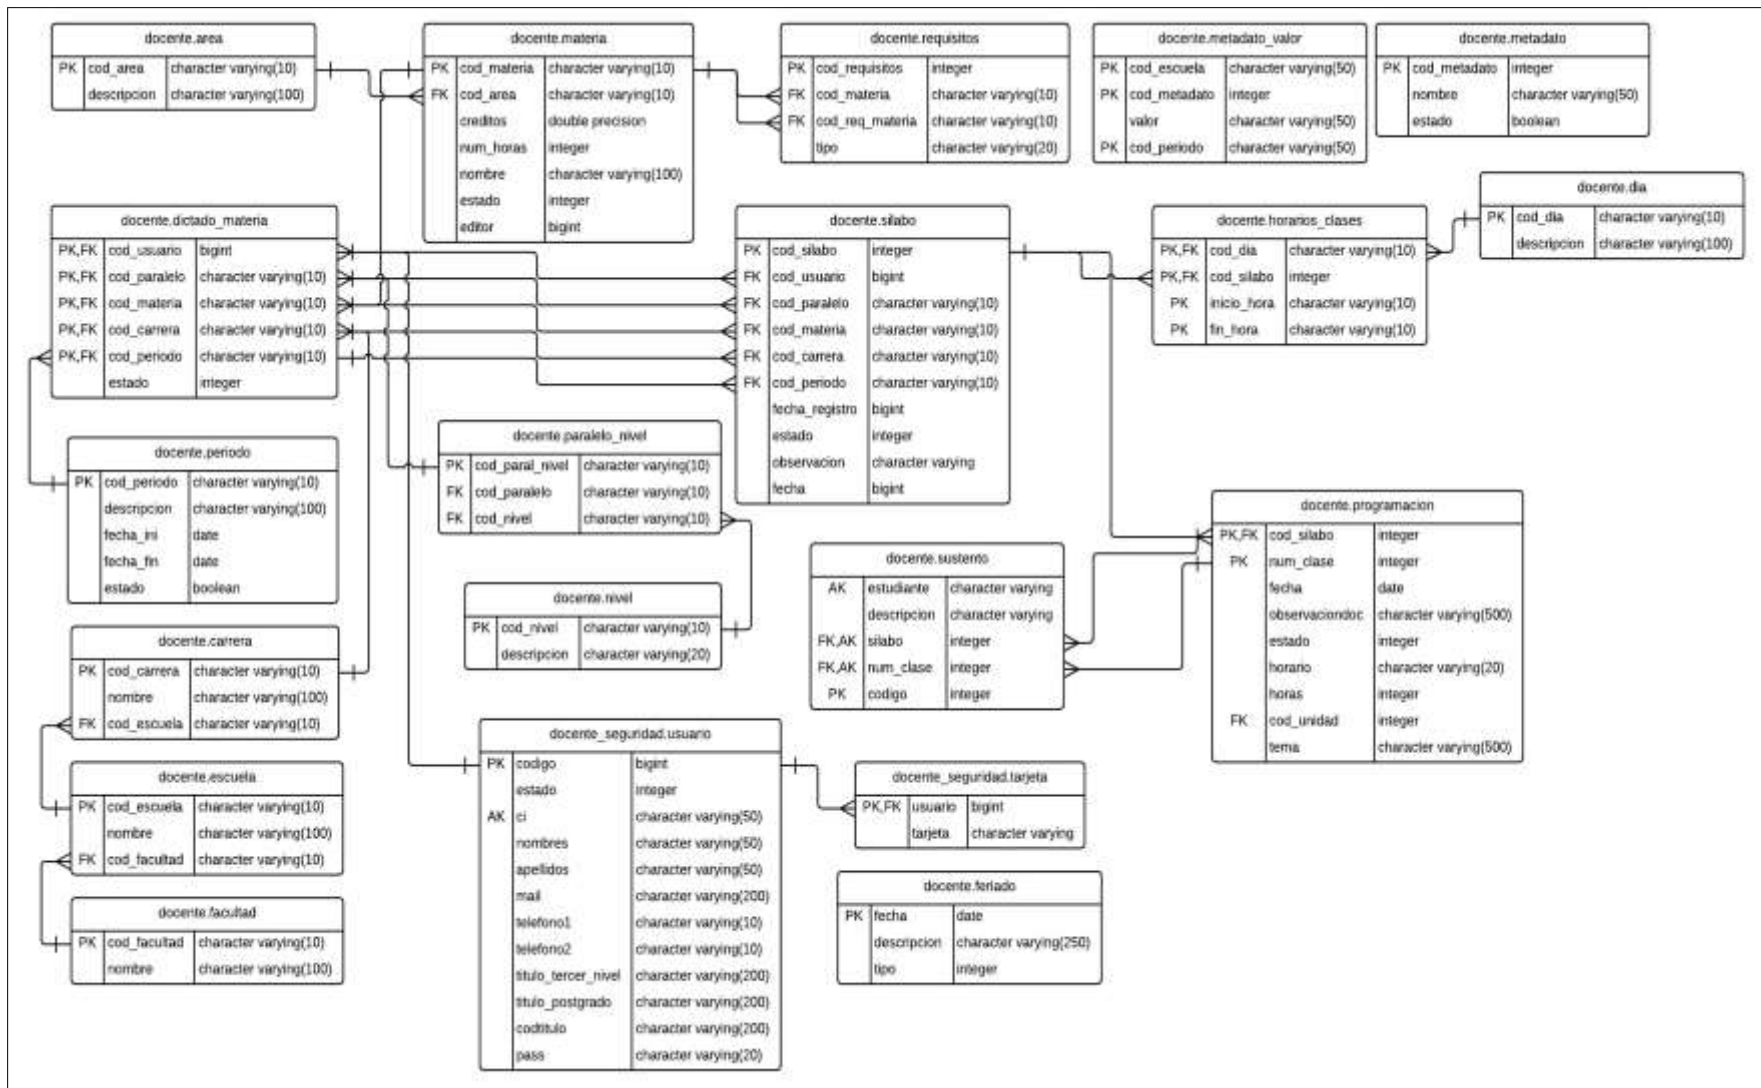 docente.area
PK cod_area character varying(10)
descripcion character varying(100)
docente.materia
PK cod_materia character varying(10)
FK cod_area character varying(10)
creditos double precision
num_horas integer
nombre character varying(100)
estado integer
editor bigint
docente.requisitos
PK cod_requisitos integer
FK cod_materia character varying(10)
FK cod_req_materia character varying(10)
tipo character varying(20)
docente.metadato_valor
PK cod_escuela character varying(50)
PK cod_metadato integer
valor character varying(50)
PK cod_periodo character varying(50)
docente.metadato
PK cod_metadato integer
nombre character varying(50)
estado boolean
docente.dia
PK cod_dia character varying(10)
descripcion character varying(100)
docente.dictado_materia
PK,FK cod_usuario bigint
PK,FK cod_paralelo character varying(10)
PK,FK cod_materia character varying(10)
PK,FK cod_carrera character varying(10)
PK,FK cod_periodo character varying(10)
estado integer
docente.silabo
PK cod_silabo integer
FK cod_usuario bigint
FK cod_paralelo character varying(10)
FK cod_materia character varying(10)
FK cod_carrera character varying(10)
FK cod_periodo character varying(10)
fecha_registro bigint
estado integer
observacion character varying
fecha bigint
docente.horarios_clases
PK,FK cod_dia character varying(10)
PK,FK cod_silabo integer
PK inicio_hora character varying(10)
PK fin_hora character varying(10)
docente.periodo
PK cod_periodo character varying(10)
descripcion character varying(100)
fecha_ini date
fecha_fin date
estado boolean
docente.paralelo_nivel
PK cod_paral_nivel character varying(10)
FK cod_paralelo character varying(10)
FK cod_nivel character varying(10)
docente.programacion
PK,FK cod_silabo integer
PK num_clase integer
fecha date
observaciondoc character varying(500)
estado integer
horario character varying(20)
horas integer
FK cod_unidad integer
tema character varying(500)
docente.sustento
AK estudiante character varying
descripcion character varying
FK,AK silabo integer
FK,AK num_clase integer
PK codigo integer
docente.nivel
PK cod_nivel character varying(10)
descripcion character varying(20)
docente.carrera
PK cod_carrera character varying(10)
nombre character varying(100)
FK cod_escuela character varying(10)
docente_seguridad.usuario
PK codigo bigint
estado integer
AK ci character varying(50)
nombres character varying(50)
apellidos character varying(50)
mail character varying(200)
telefono1 character varying(10)
telefono2 character varying(10)
titulo_tercer_nivel character varying(200)
titulo_postgrado character varying(200)
codtitulo character varying(200)
pass character varying(20)
docente.escuela
PK cod_escuela character varying(10)
nombre character varying(100)
FK cod_facultad character varying(10)
docente_seguridad.tarjeta
PK,FK usuario bigint
tarjeta character varying
docente.feriado
PK fecha date
descripcion character varying(250)
tipo integer
docente.facultad
PK cod_facultad character varying(10)
nombre character varying(100)